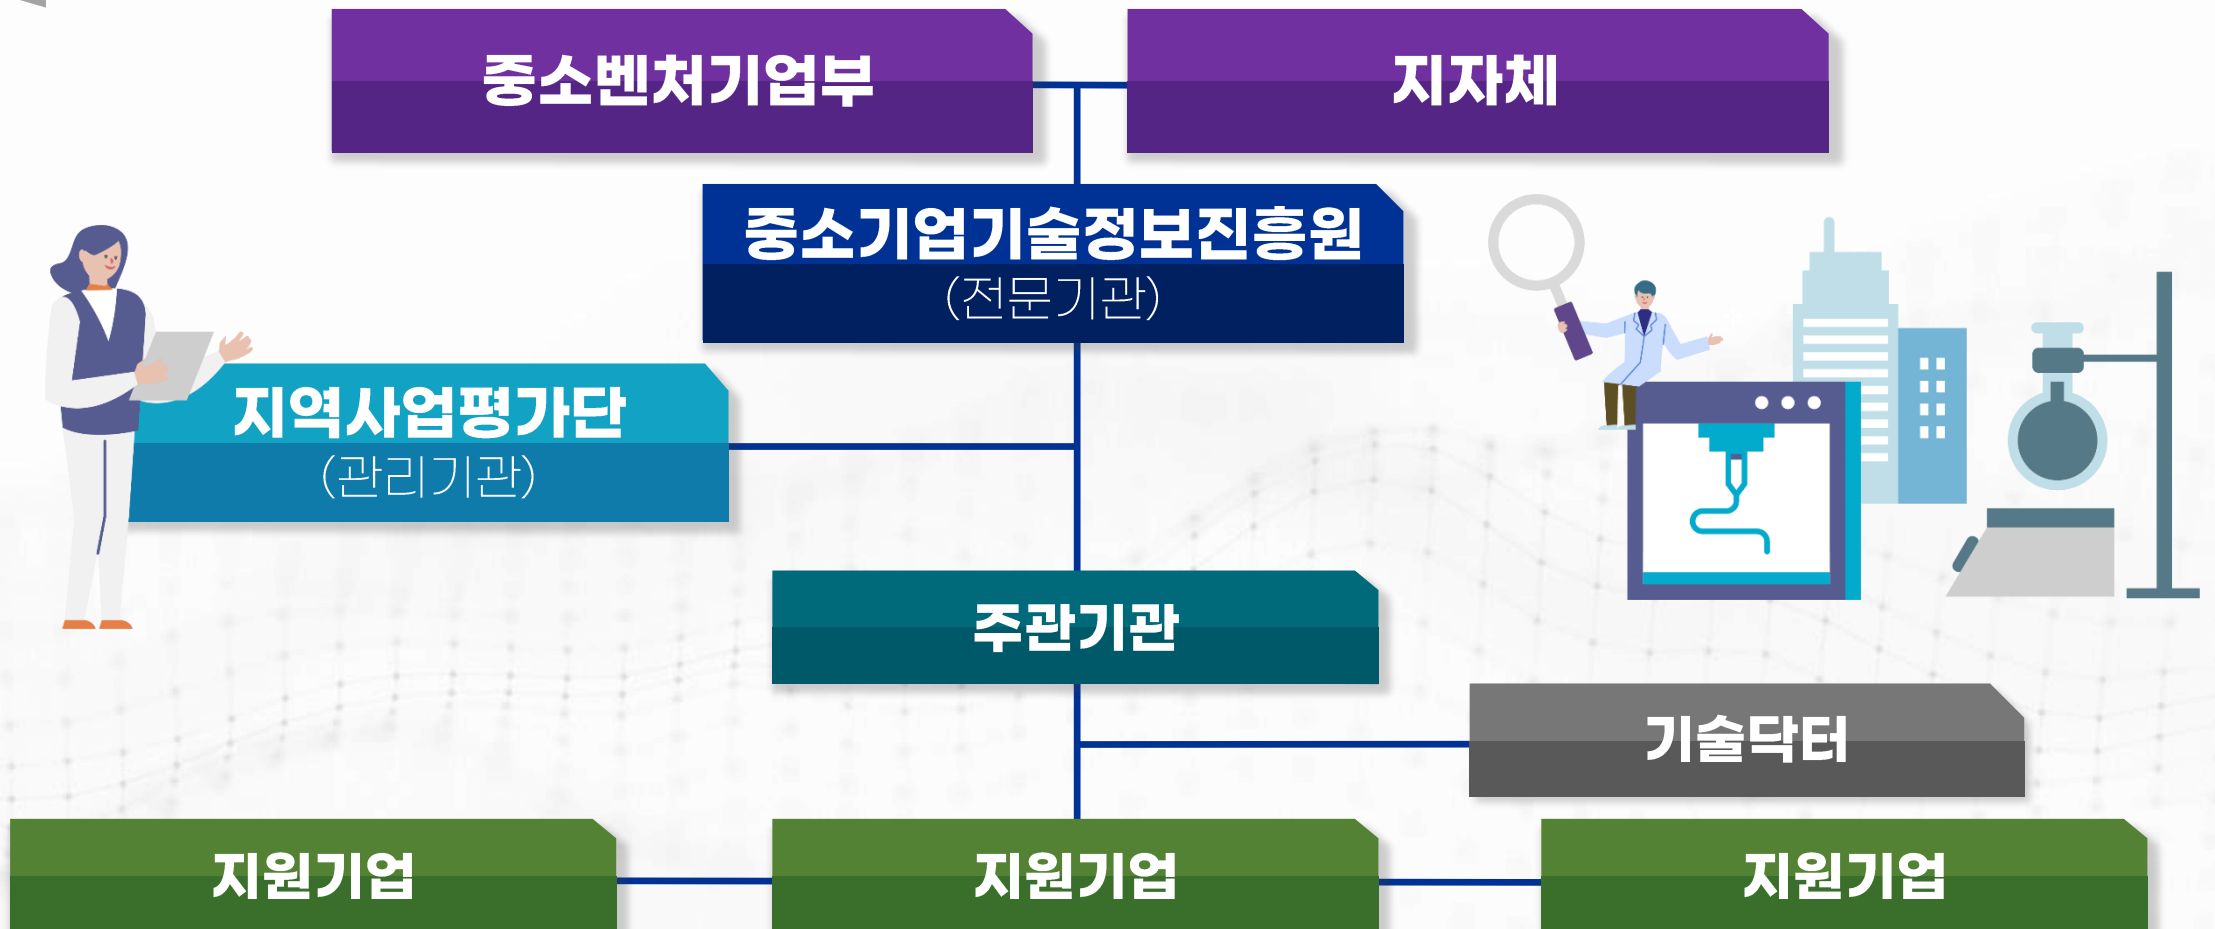 중소벤처기업부
지자체
중소기업기술정보진흥원
(전문기관)
지역사업평가단
(관리기관)
주관기관
기술닥터
지원기업
지원기업
지원기업